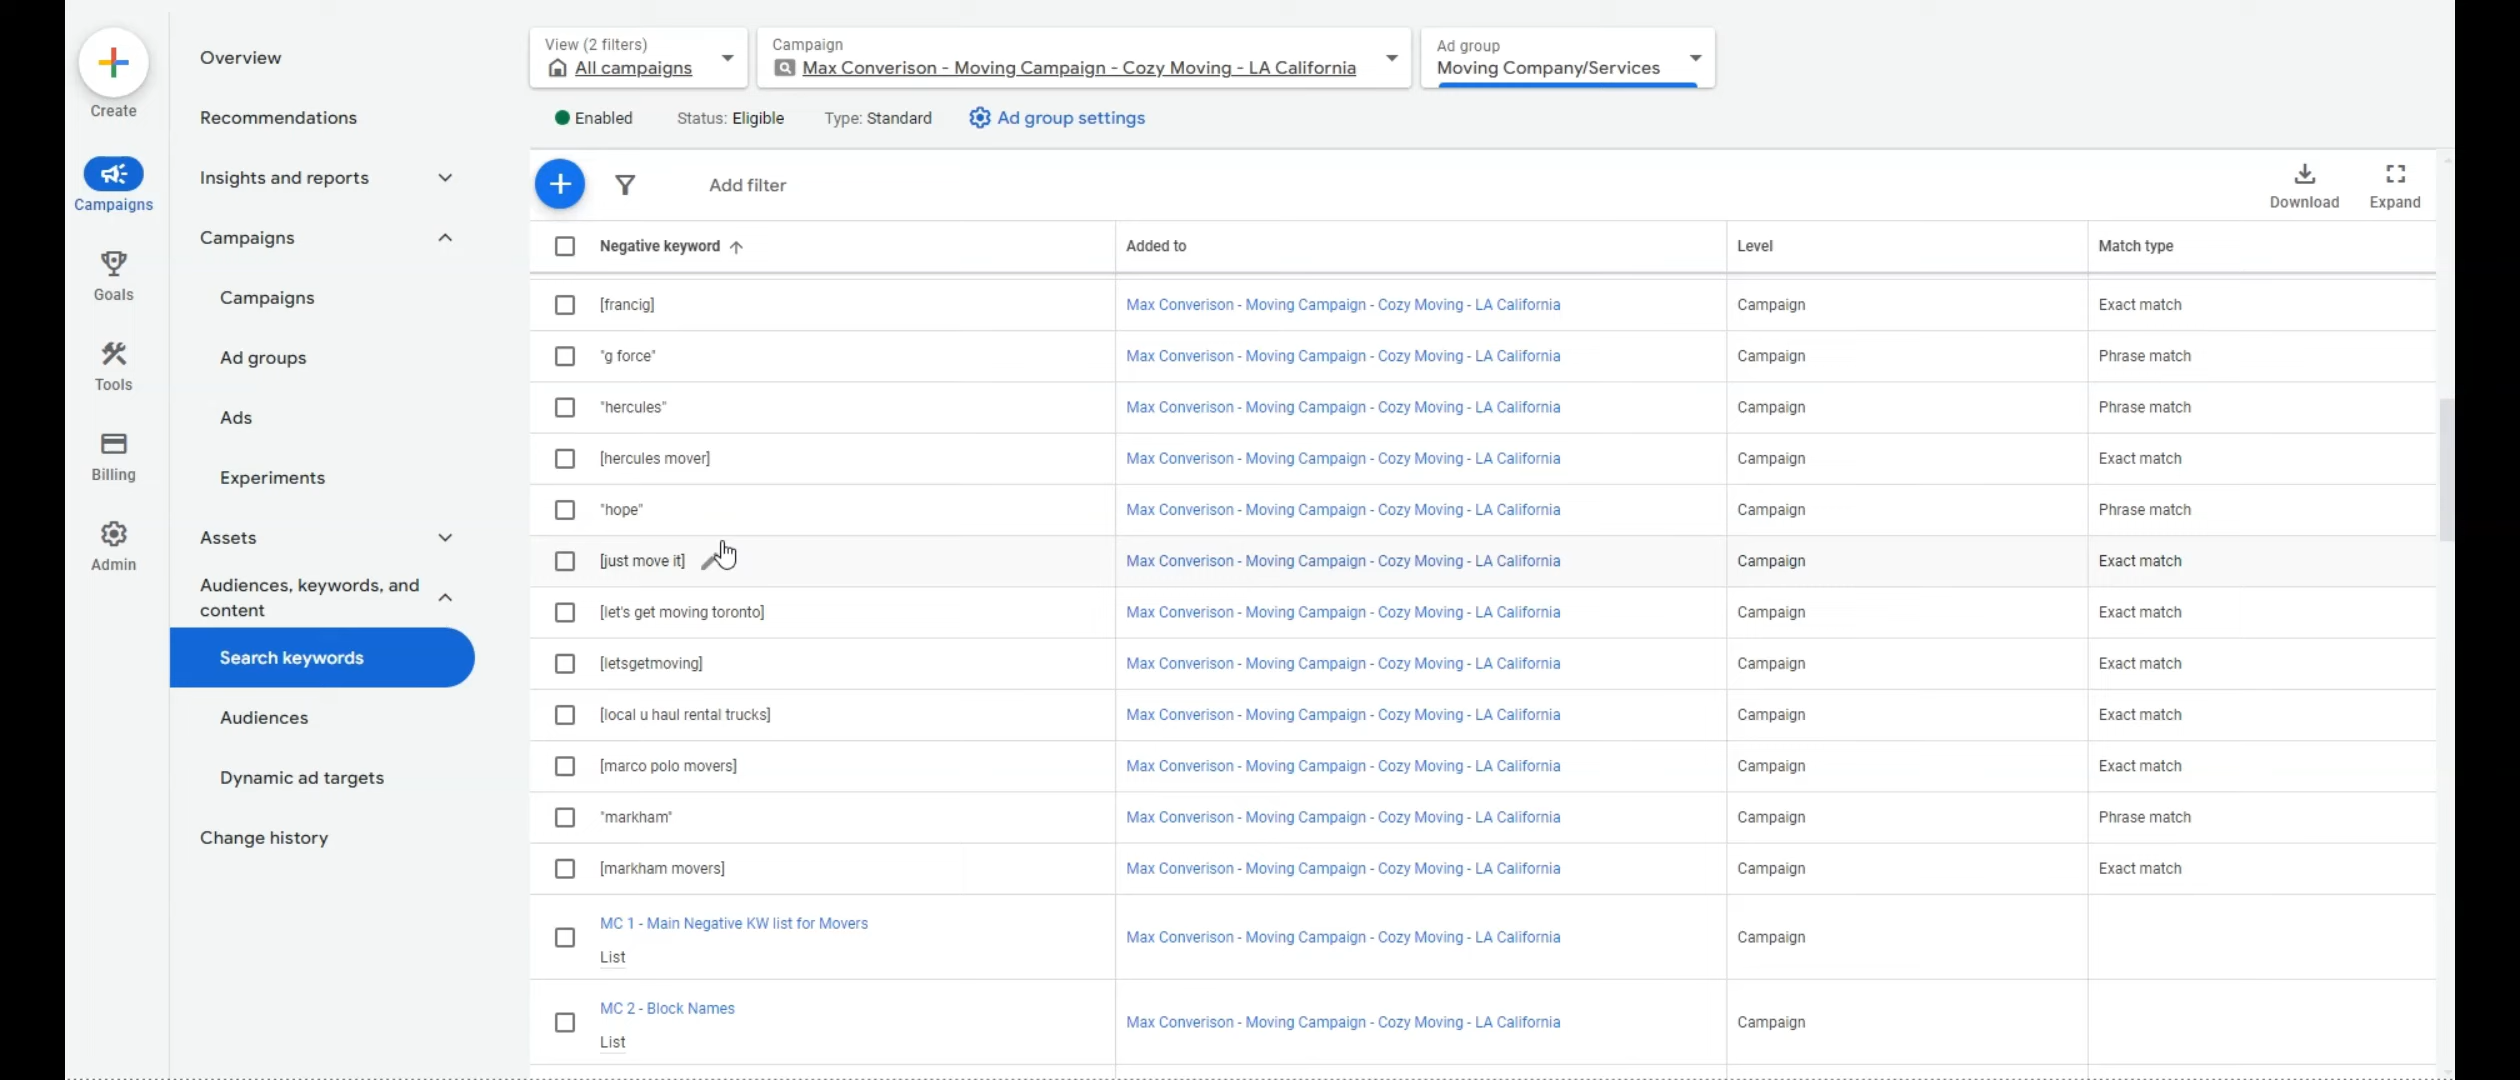 Create
Campaigns
Goals
Tools
Billing
Admin
Overview
Recommendations
Insights and reports
Campaigns
Campaigns
Ad groups
Ads
Experiments
Assets
Audiences, keywords, and
content
Search keywords
Audiences
Dynamic ad targets
Change history
View (2 filters)
All campaigns
Campaign
Max Converison - Moving Campaign - Cozy Moving - LA California
Ad group
Moving Company/Services
Enabled Status: Eligible Type: Standard Ad group settings
Add filter
Download
Expand
Negative keyword Added to Level Match type
[francig] Max Converison - Moving Campaign - Cozy Moving - LA California Campaign Exact match
"g force" Max Converison - Moving Campaign - Cozy Moving - LA California Campaign Phrase match
"hercules" Max Converison - Moving Campaign - Cozy Moving - LA California Campaign Phrase match
[hercules mover] Max Converison - Moving Campaign - Cozy Moving - LA California Campaign Exact match
"hope" Max Converison - Moving Campaign - Cozy Moving - LA California Campaign Phrase match
[just move it] Max Converison - Moving Campaign - Cozy Moving - LA California Campaign Exact match
[let's get moving toronto] Max Converison - Moving Campaign - Cozy Moving - LA California Campaign Exact match
[letsgetmoving] Max Converison - Moving Campaign - Cozy Moving - LA California Campaign Exact match
[local u haul rental trucks] Max Converison - Moving Campaign - Cozy Moving - LA California Campaign Exact match
[marco polo movers] Max Converison - Moving Campaign - Cozy Moving - LA California Campaign Exact match
"markham" Max Converison - Moving Campaign - Cozy Moving - LA California Campaign Phrase match
[markham movers] Max Converison - Moving Campaign - Cozy Moving - LA California Campaign Exact match
MC 1 - Main Negative KW list for Movers
List
Max Converison - Moving Campaign - Cozy Moving - LA California Campaign
MC 2 - Block Names
List
Max Converison - Moving Campaign - Cozy Moving - LA California Campaign